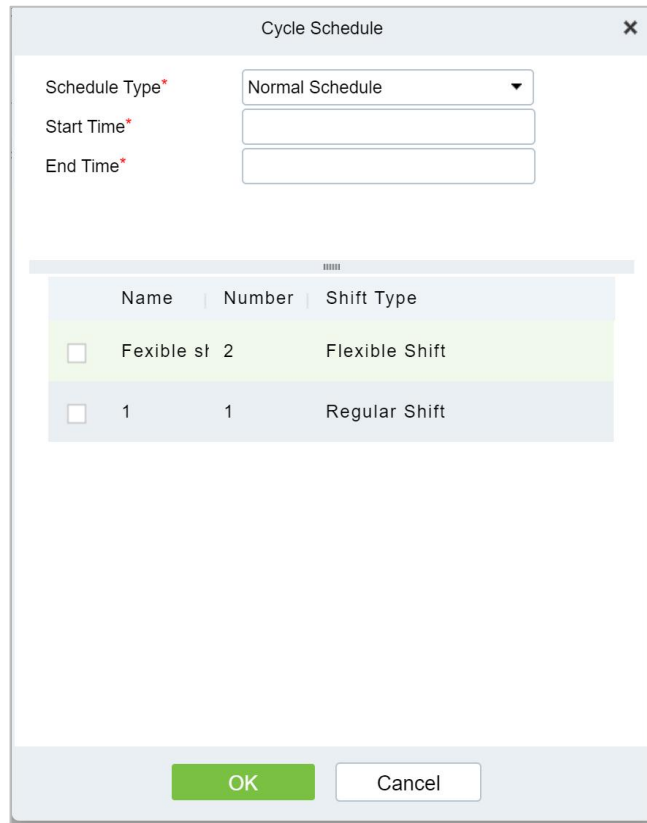 Cycle Schedule
Schedule Type* Normal Schedule
Start Time*
End Time*
Name Number Shift Type
Fexible sh 2 Flexible Shift
1 1 Regular Shift
OK Cancel